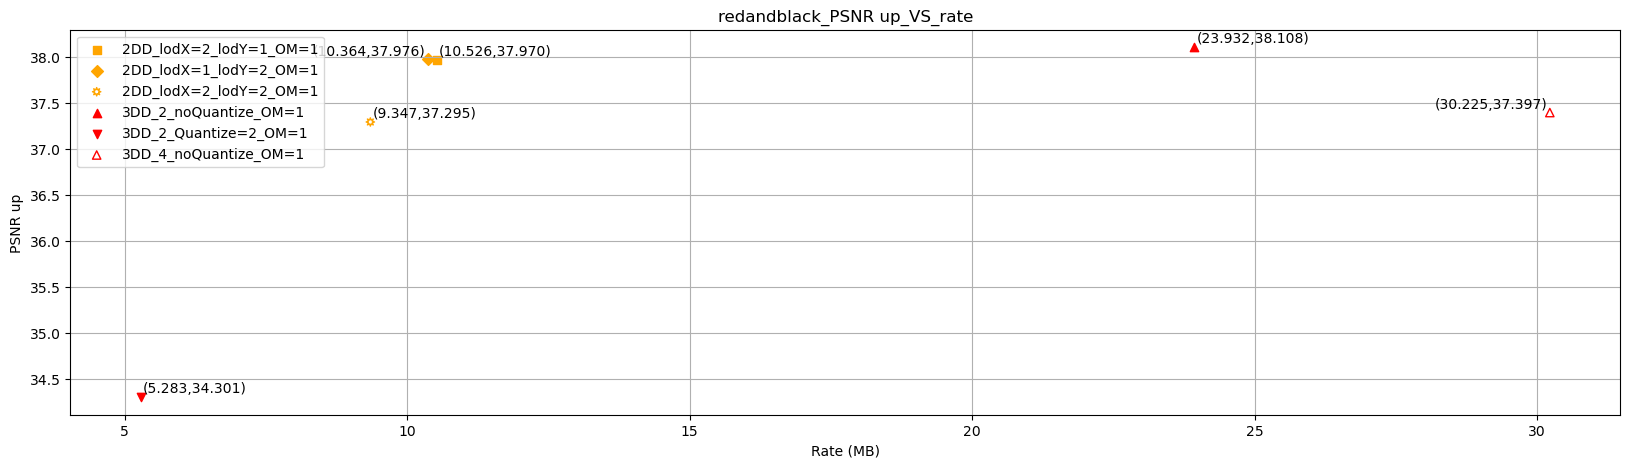 redandblack_PSNR up_VS_rate
2DD_lodX=2_lodY=1_OM=1
2DD_lodX=1_lodY=2_OM=1
2DD_lodX=2_lodY=2_OM=1
3DD_2_noQuantize_OM=1
3DD_2_Quantize=2_OM=1
3DD_4_noQuantize_OM=1
0.364,37.976)
(10.526,37.970)
(23.932,38.108)
(9.347,37.295)
(30.225,37.397)
(5.283,34.301)
PSNR up
38.0
37.5
37.0
36.5
36.0
35.5
35.0
34.5
5
10
15
20
25
30
Rate (MB)